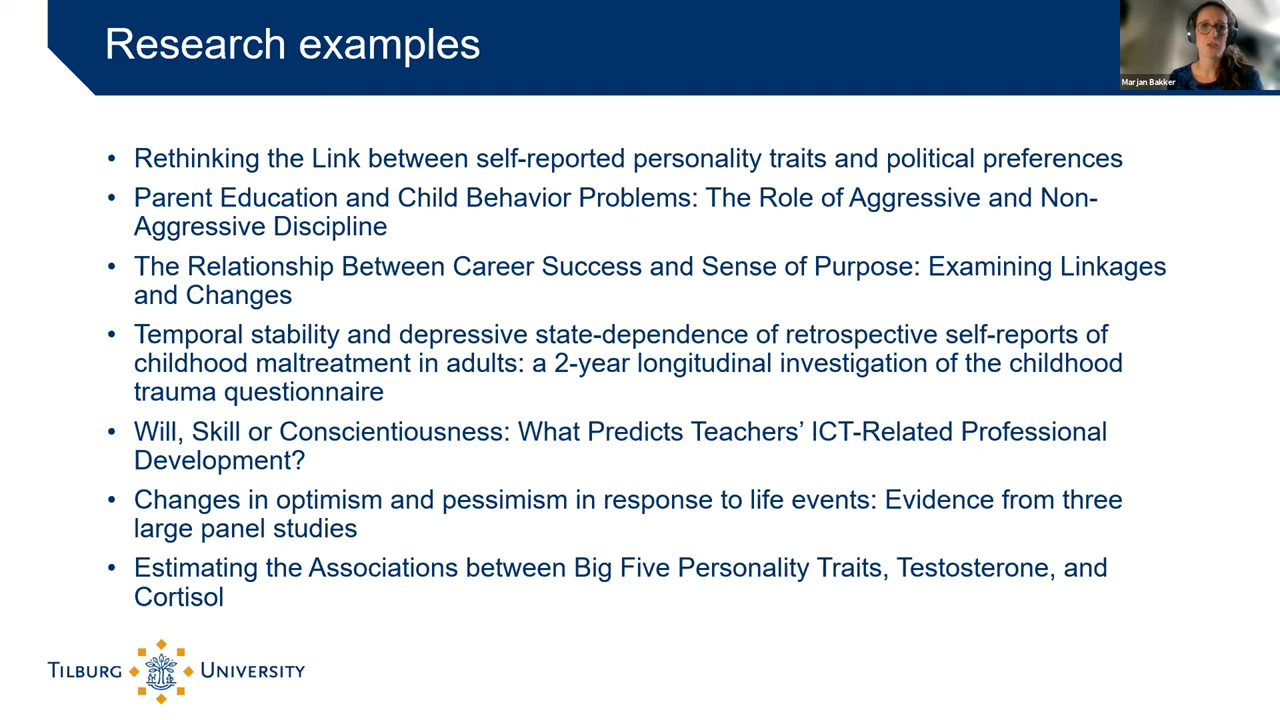 Research examples
Marjan Bakker
• Rethinking the Link between self-reported personality traits and political preferences
• Parent Education and Child Behavior Problems: The Role of Aggressive and Non-
Aggressive Discipline
• The Relationship Between Career Success and Sense of Purpose: Examining Linkages
and Changes
• Temporal stability and depressive state-dependence of retrospective self-reports of
childhood maltreatment in adults: a 2-year longitudinal investigation of the childhood
trauma questionnaire
• Will, Skill or Conscientiousness: What Predicts Teachers’ ICT-Related Professional
Development?
• Changes in optimism and pessimism in response to life events: Evidence from three
large panel studies
• Estimating the Associations between Big Five Personality Traits, Testosterone, and
Cortisol
TILBURG UNIVERSITY